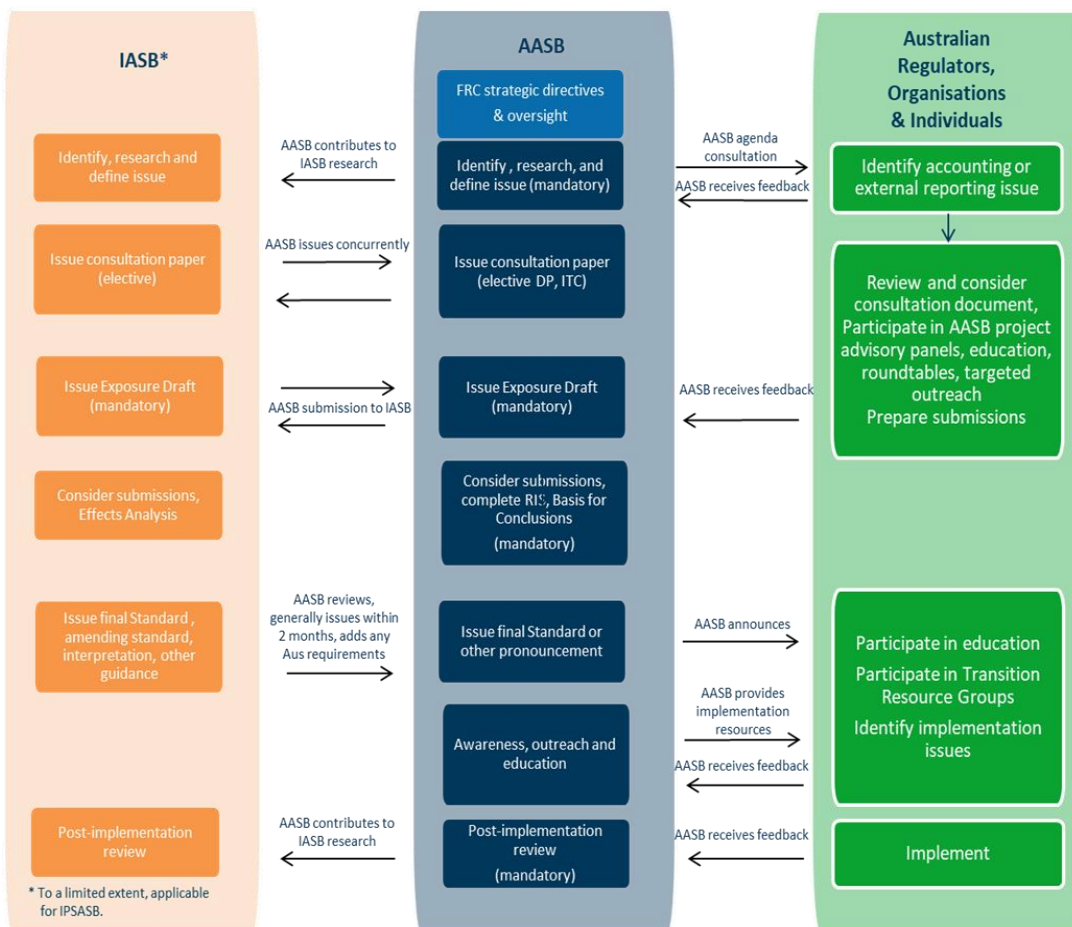 IASB*
Identify, research and
define issue
Issue consultation paper
(elective)
Issue Exposure Draft
(mandatory)
Consider submissions,
Effects Analysis
Issue final Standard ,
amending standard,
interpretation, other
guidance
Post-implementation
review
* To a limited extent, applicable
for IPSASB.
AASB contributes to
IASB research
AASB issues concurrently
AASB submission to IASB
AASB reviews,
generally issues within
2 months, adds any
Aus requirements
AASB contributes to
IASB research
AASB
FRC strategic directives
& oversight
Identify , research, and
define issue (mandatory)
Issue consultation paper
(elective DP, ITC)
Issue Exposure Draft
(mandatory)
Consider submissions,
complete RIS, Basis for
Conclusions
(mandatory)
Issue final Standard or
other pronouncement
Awareness, outreach and
education
Post-implementation
review
(mandatory)
AASB agenda
consultation
AASB receives feedback
AASB receives feedback
AASB announces
AASB provides
implementation
resources
AASB receives feedback
AASB receives feedback
Australian
Regulators,
Organisations
& Individuals
Identify accounting or
external reporting issue
Review and consider
consultation document,
Participate in AASB project
advisory panels, education,
roundtables, targeted
outreach
Prepare submissions
Participate in education
Participate in Transition
Resource Groups
Identify implementation
issues
Implement